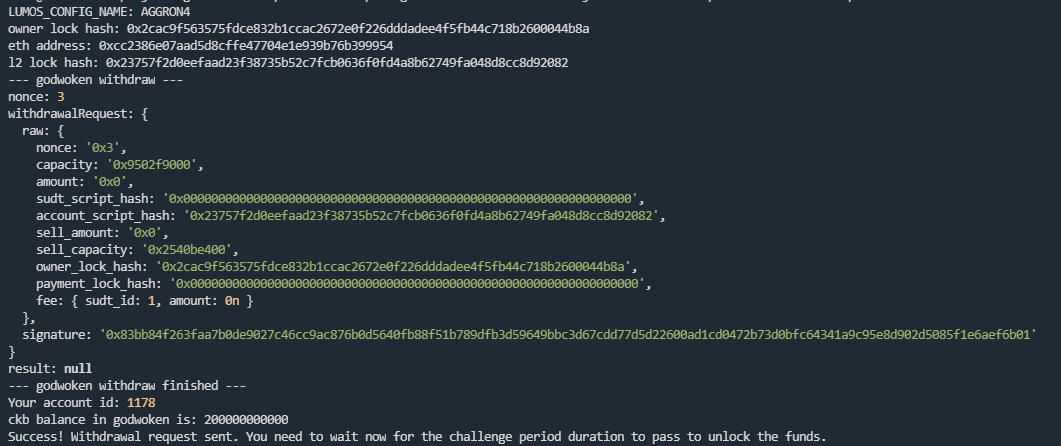 LUMOS_CONFIG_NAME: AGGRON4
owner lock hash: 0x2cac9f563575fdce832b1ccac2672e0f226dddadee4f5fb44c718b2600044b8a
eth address: 0xcc2386e07aad5d8cffe47704e1e939b76b399954
l2 lock hash: 0x23757f2d0eefaad23f38735b52c7fcb0636f0fd4a8b62749fa048d8cc8d92082
--- godwoken withdraw ---
nonce: 3
withdrawalRequest: {
  raw: {
    nonce: '0x3',
    capacity: '0x9502f9000',
    amount: '0x0',
    sudt_script_hash: '0x0000000000000000000000000000000000000000000000000000000000000000',
    account_script_hash: '0x23757f2d0eefaad23f38735b52c7fcb0636f0fd4a8b62749fa048d8cc8d92082',
    sell_amount: '0x0',
    sell_capacity: '0x2540be400',
    owner_lock_hash: '0x2cac9f563575fdce832b1ccac2672e0f226dddadee4f5fb44c718b2600044b8a',
    payment_lock_hash: '0x0000000000000000000000000000000000000000000000000000000000000000',
    fee: { sudt_id: 1, amount: 0n }
  },
  signature: '0x83bb84f263faa7b0de9027c46cc9ac876b0d5640fb88f51b789dfb3d59649bbc3d67cdd77d5d22600ad1cd0472b73d0bfc64341a9c95e8d902d5085f1e6aef6b01'
}
result: null
--- godwoken withdraw finished ---
Your account id: 1178
ckb balance in godwoken is: 200000000000
Success! Withdrawal request sent. You need to wait now for the challenge period duration to pass to unlock the funds.